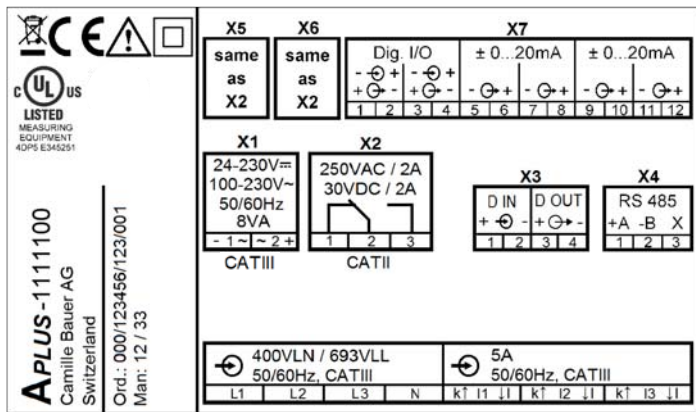 CE
C UL US
LISTED
MEASURING
EQUIPMENT
4DP5 E345251
APLUS-1111100
Camille Bauer AG
Switzerland
Ord.: 000/123456/123/001
Man: 12 / 33
X5 X6 X7
same same Dig. I/O ± 0...20mA ± 0...20mA
as as - + - +
X2 X2 + - + - - + - + - + - +
1 2 3 4 5 6 7 8 9 10 11 12
X1
24-230V⎓
100-230V~
50/60Hz
8VA
- 1 ~ ~ 2 +
CATIII
X2
250VAC / 2A
30VDC / 2A
1 2 3
CATII
X3
D IN D OUT
+ - + -
1 2 3 4
X4
RS 485
+A -B X
1 2 3
400VLN / 693VLL
50/60Hz, CATIII
L1 L2 L3 N
5A
50/60Hz, CATIII
k↑ I1 ↓l k↑ I2 ↓l k↑ I3 ↓l